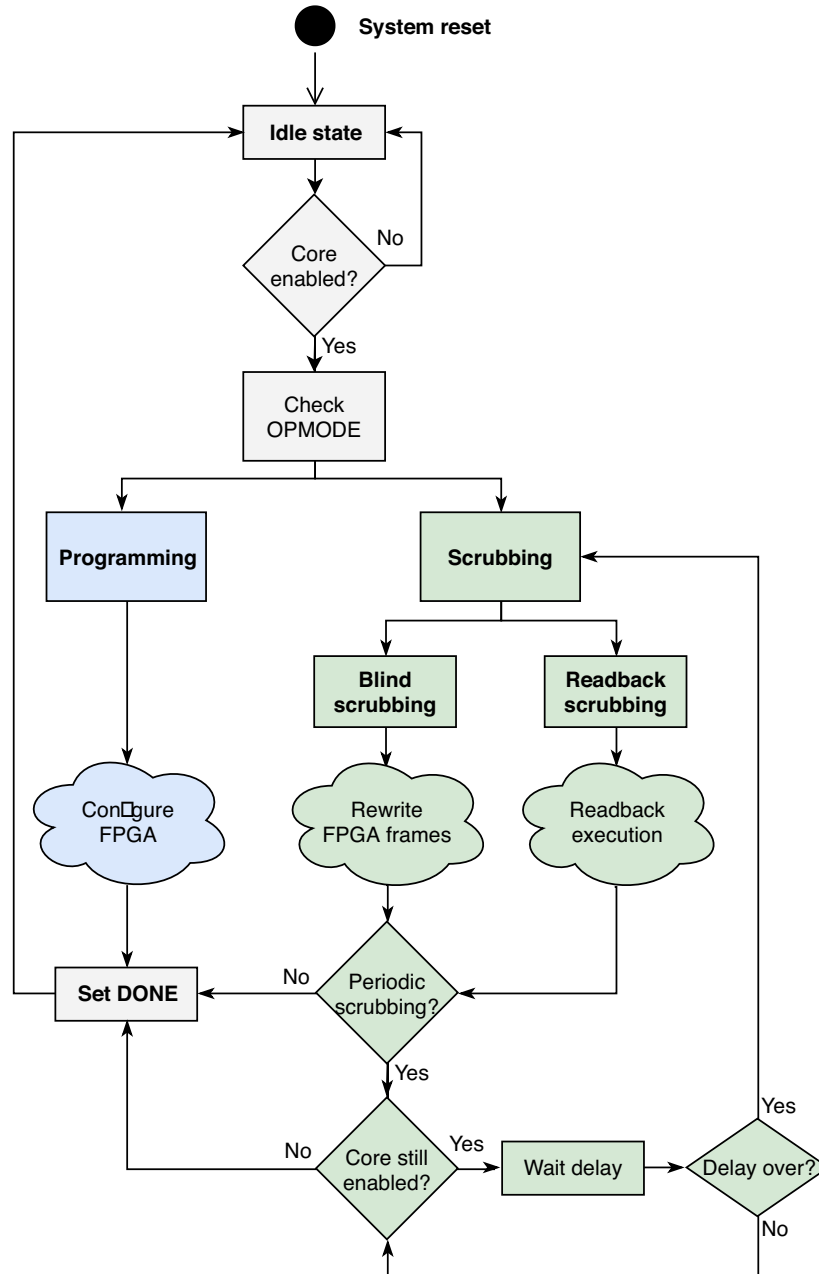 System reset
Idle state
No
Core
enabled?
Yes
Check
OPMODE
Programming
Scrubbing
Blind
scrubbing
Readback
scrubbing
Con□gure
FPGA
Rewrite
FPGA frames
Readback
execution
Set DONE
No
Periodic
scrubbing?
Yes
No
Core still
enabled?
Yes
Wait delay
Delay over?
Yes
No